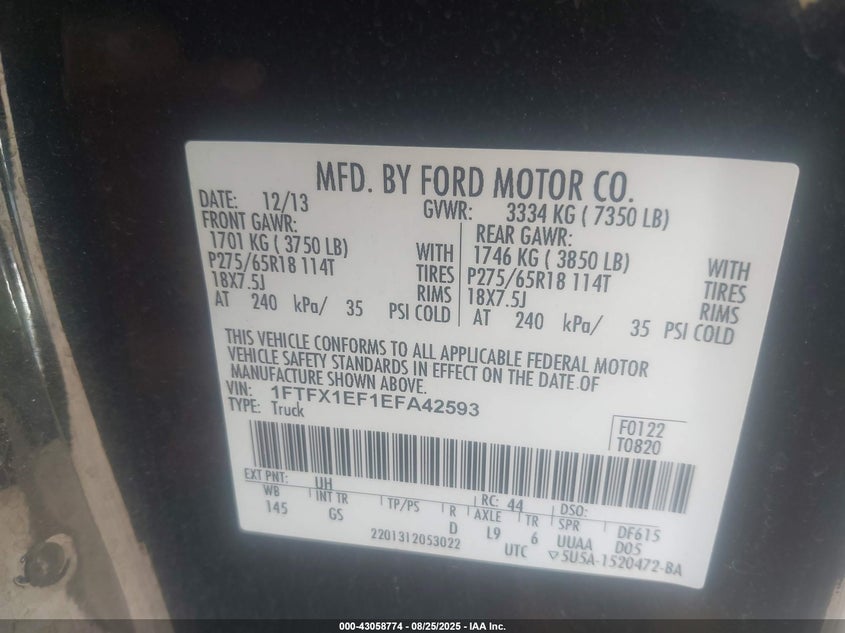 MFD. BY FORD MOTOR CO.
DATE: 12/13 GVWR: 3334 KG ( 7350 LB)
FRONT GAWR: REAR GAWR:
1701 KG ( 3750 LB) WITH 1746 KG ( 3850 LB) WITH
P275/65R18 114T TIRES P275/65R18 114T TIRES
18X7.5J RIMS 18X7.5J RIMS
AT 240 kPa/ 35 PSI COLD AT 240 kPa/ 35 PSI COLD
THIS VEHICLE CONFORMS TO ALL APPLICABLE FEDERAL MOTOR
VEHICLE SAFETY STANDARDS IN EFFECT ON THE DATE OF
MANUFACTURE SHOWN ABOVE.
VIN: 1FTFX1EF1EFA42593
TYPE: Truck
F0122
T0820
EXT PNT: UH RC: 44 DSO:
WB INT TR TP/PS R AXLE TR SPR DF615
145 GS D L9 6 UUAA D05
2201312053022 UTC ▽5U5A-1520472-BA
000-43058774 - 08/25/2025 - IAA Inc.